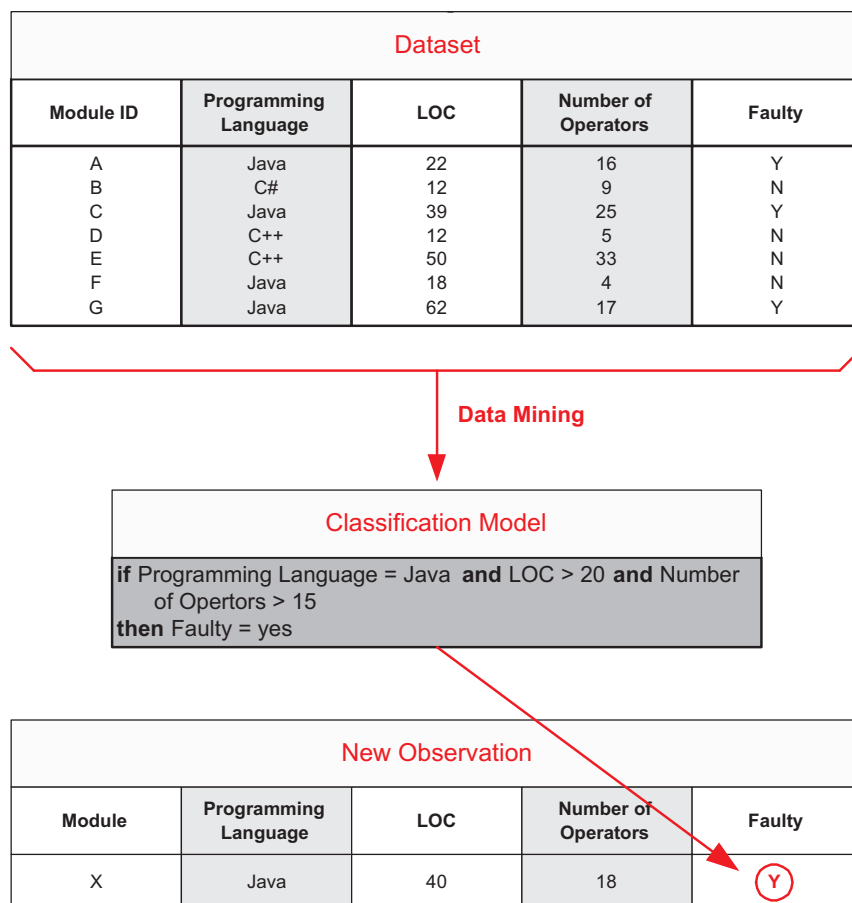 Dataset
Module ID Programming Language LOC Number of Operators Faulty
A Java 22 16 Y
B C# 12 9 N
C Java 39 25 Y
D C++ 12 5 N
E C++ 50 33 N
F Java 18 4 N
G Java 62 17 Y
Data Mining
Classification Model
if Programming Language = Java and LOC > 20 and Number
of Opertors > 15
then Faulty = yes
New Observation
Module Programming Language LOC Number of Operators Faulty
X Java 40 18 Y